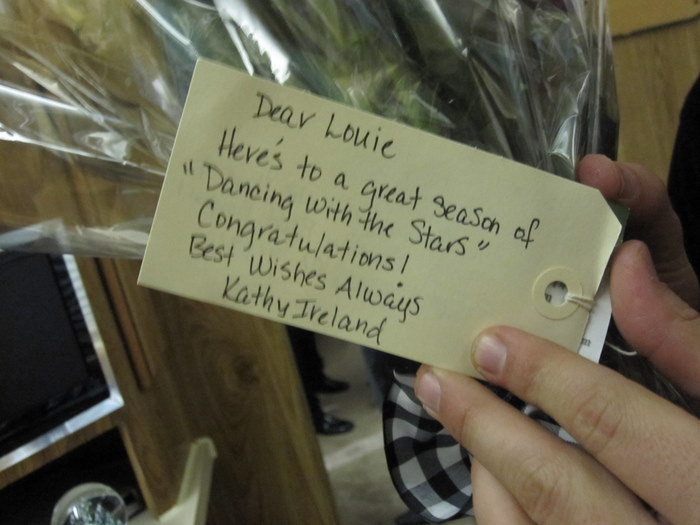 Dear Louie
Here's to a great season of
"Dancing with the Stars"
Congratulations!
Best Wishes Always
Kathy Ireland